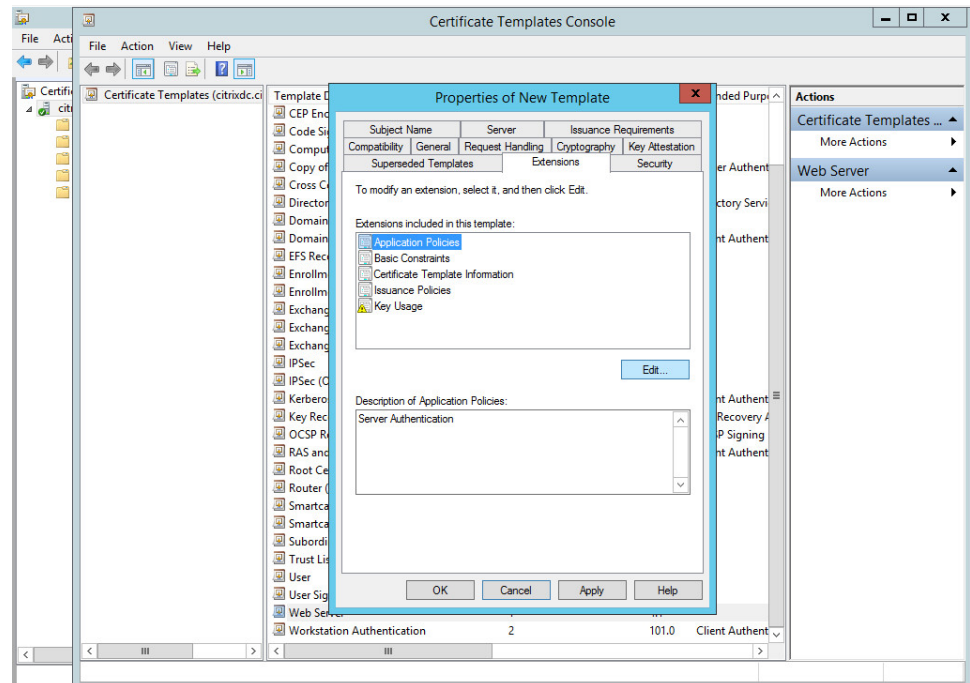 Certificate Templates Console
File Acti
File Action View Help
Certific
citr
Certificate Templates (citrixdc.ci
Template D
nded Purp
CEP Enc
Code Si
Comput
Copy of
er Authent
Cross C
Director
ctory Servi
Domain
Domain
nt Authent
EFS Rec
Enrollm
Enrollm
Exchang
Exchang
Exchang
IPSec
IPSec (O
Kerbero
nt Authent
Key Rec
Recovery A
OCSP R
SP Signing
RAS and
nt Authent
Root Ce
Router (
Smartca
Smartca
Subordi
Trust Lis
User
User Sig
Web Server
Workstation Authentication 2 101.0 Client Authent
Properties of New Template
Subject Name Server Issuance Requirements
Compatibility General Request Handling Cryptography Key Attestation
Superseded Templates Extensions Security
To modify an extension, select it, and then click Edit.
Extensions included in this template:
Application Policies
Basic Constraints
Certificate Template Information
Issuance Policies
Key Usage
Edit...
Description of Application Policies:
Server Authentication
OK Cancel Apply Help
Actions
Certificate Templates ...
More Actions
Web Server
More Actions